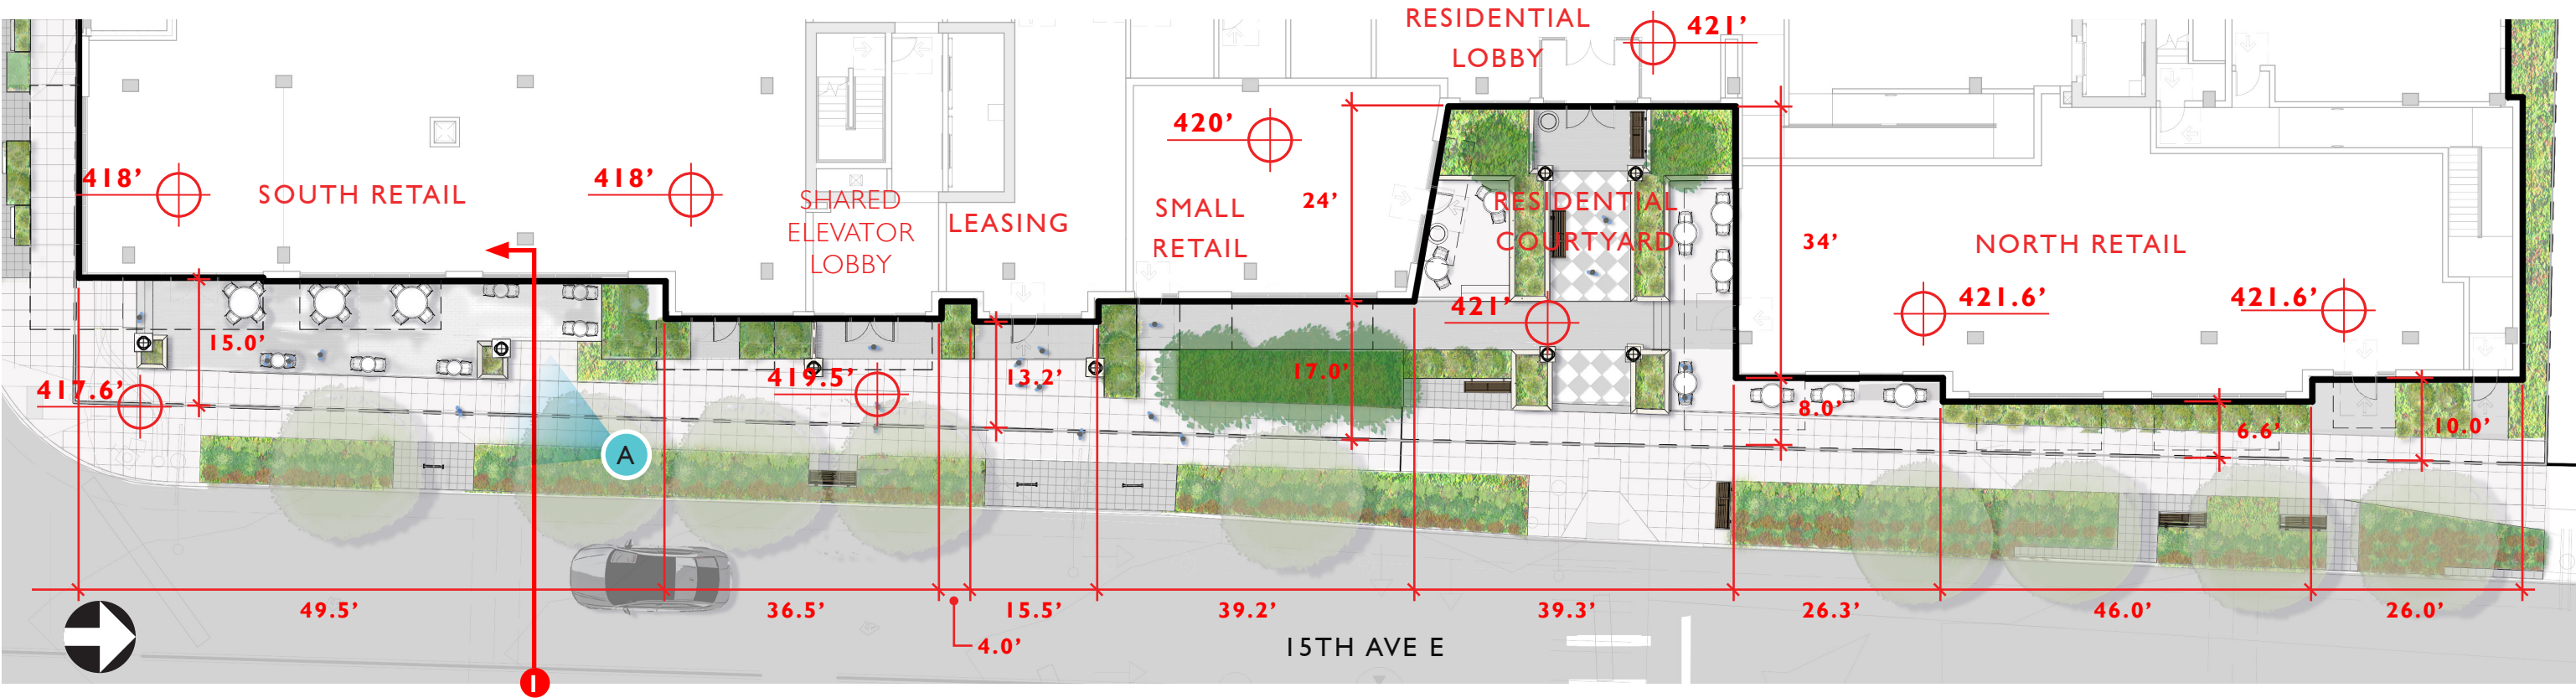 RESIDENTIAL
LOBBY
421'
418'
SOUTH RETAIL
418'
SHARED
ELEVATOR
LOBBY
LEASING
420'
SMALL
RETAIL
24'
RESIDENTIAL
COURTYARD
34'
NORTH RETAIL
421'
421.6'
421.6'
15.0'
417.6'
419.5'
13.2'
17.0'
8.0'
6.6'
10.0'
A
49.5'
36.5'
4.0'
15.5'
39.2'
39.3'
26.3'
46.0'
26.0'
15TH AVE E
1